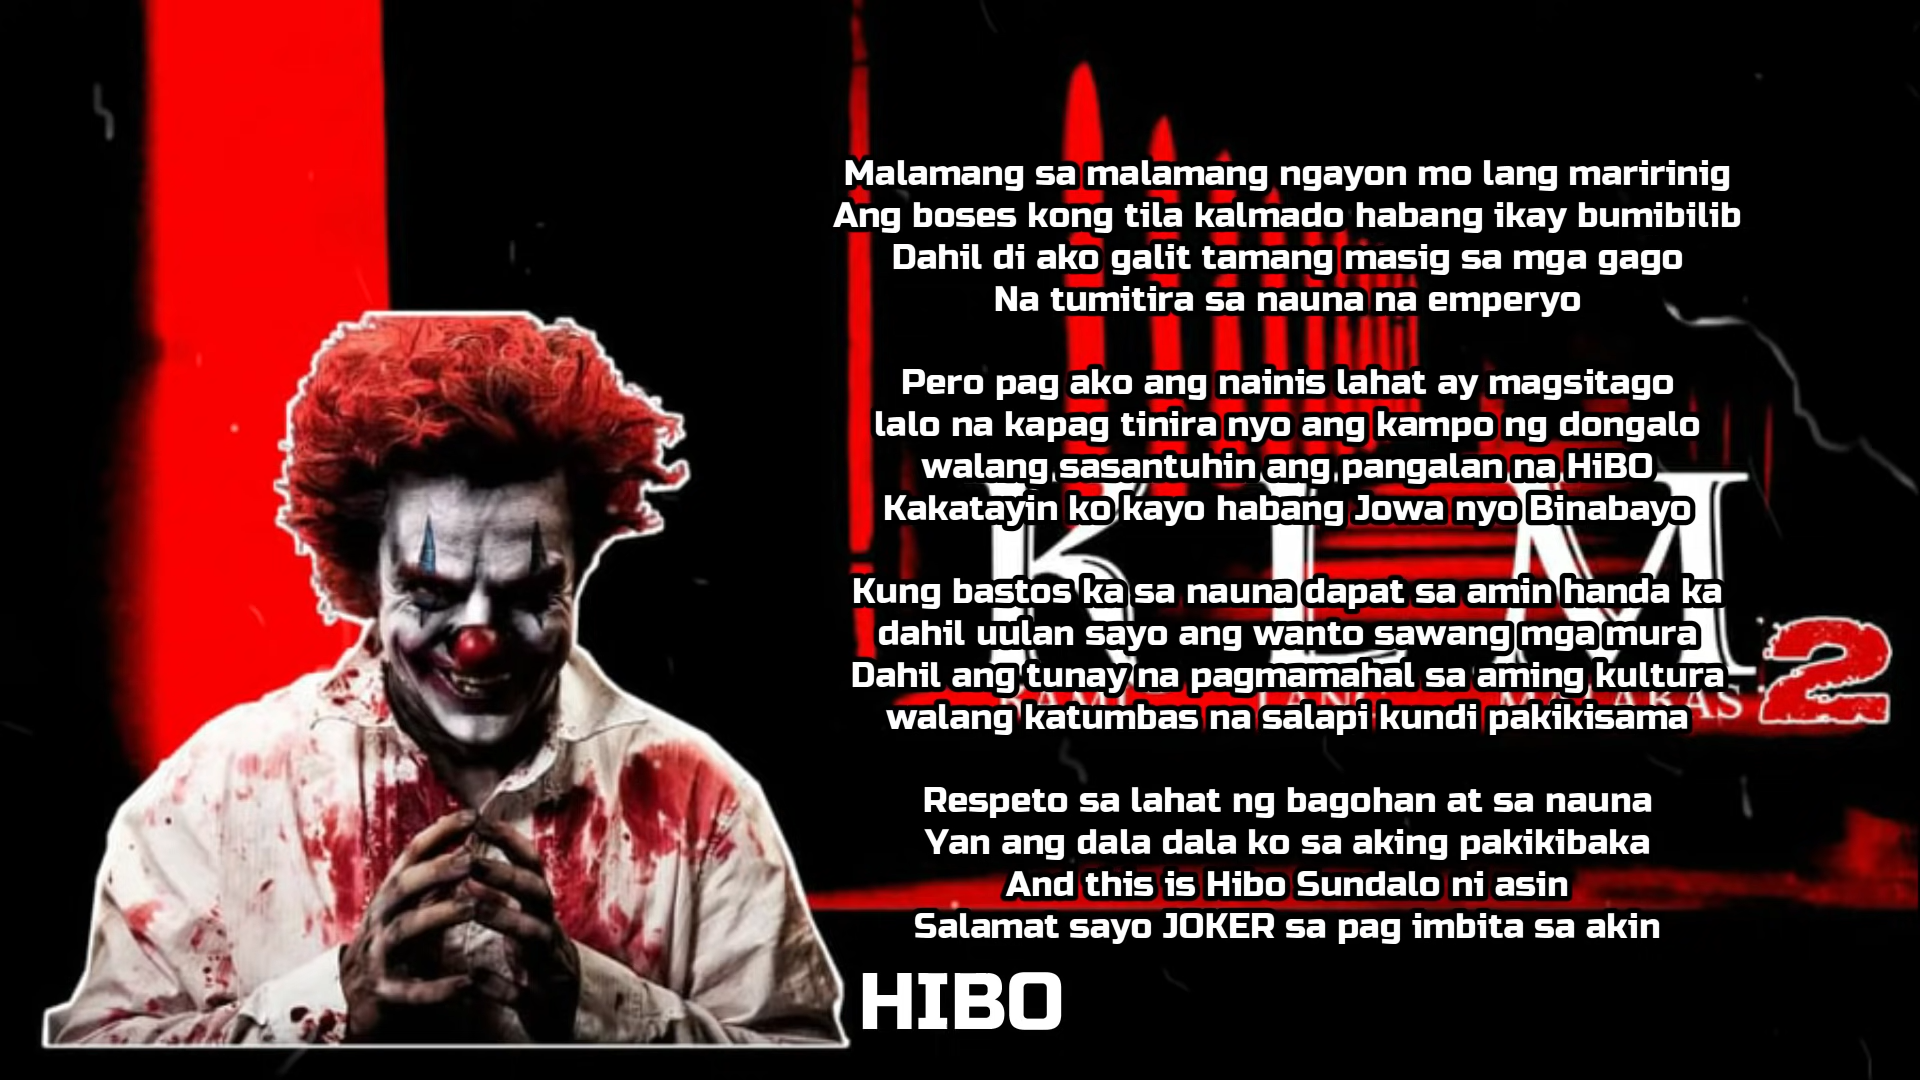 Malamang sa malamang ngayon mo lang maririnig
Ang boses kong tila kalmado habang ikay bumibilib
Dahil di ako galit tamang masig sa mga gago
Na tumitira sa nauna na emperyo
Pero pag ako ang nainis lahat ay magsitago
lalo na kapag tinira nyo ang kampo ng dongalo
walang sasantuhin ang pangalan na HiBO
Kakatayin ko kayo habang Jowa nyo Binabayo
Kung bastos ka sa nauna dapat sa amin handa ka
dahil uulan sayo ang wanto sawang mga mura
Dahil ang tunay na pagmamahal sa aming kultura
walang katumbas na salapi kundi pakikisama
Respeto sa lahat ng bagohan at sa nauna
Yan ang dala dala ko sa aking pakikibaka
And this is Hibo Sundalo ni asin
Salamat sayo JOKER sa pag imbita sa akin
HIBO
KLM 2